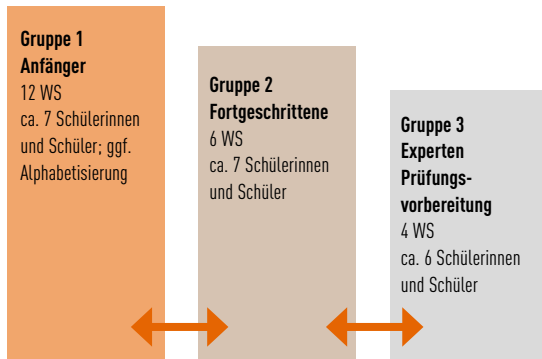 Gruppe 1
Anfänger
12 WS
ca. 7 Schülerinnen
und Schüler; ggf.
Alphabetisierung
Gruppe 2
Fortgeschrittene
6 WS
ca. 7 Schülerinnen
und Schüler
Gruppe 3
Experten
Prüfungs-
vorbereitung
4 WS
ca. 6 Schülerinnen
und Schüler